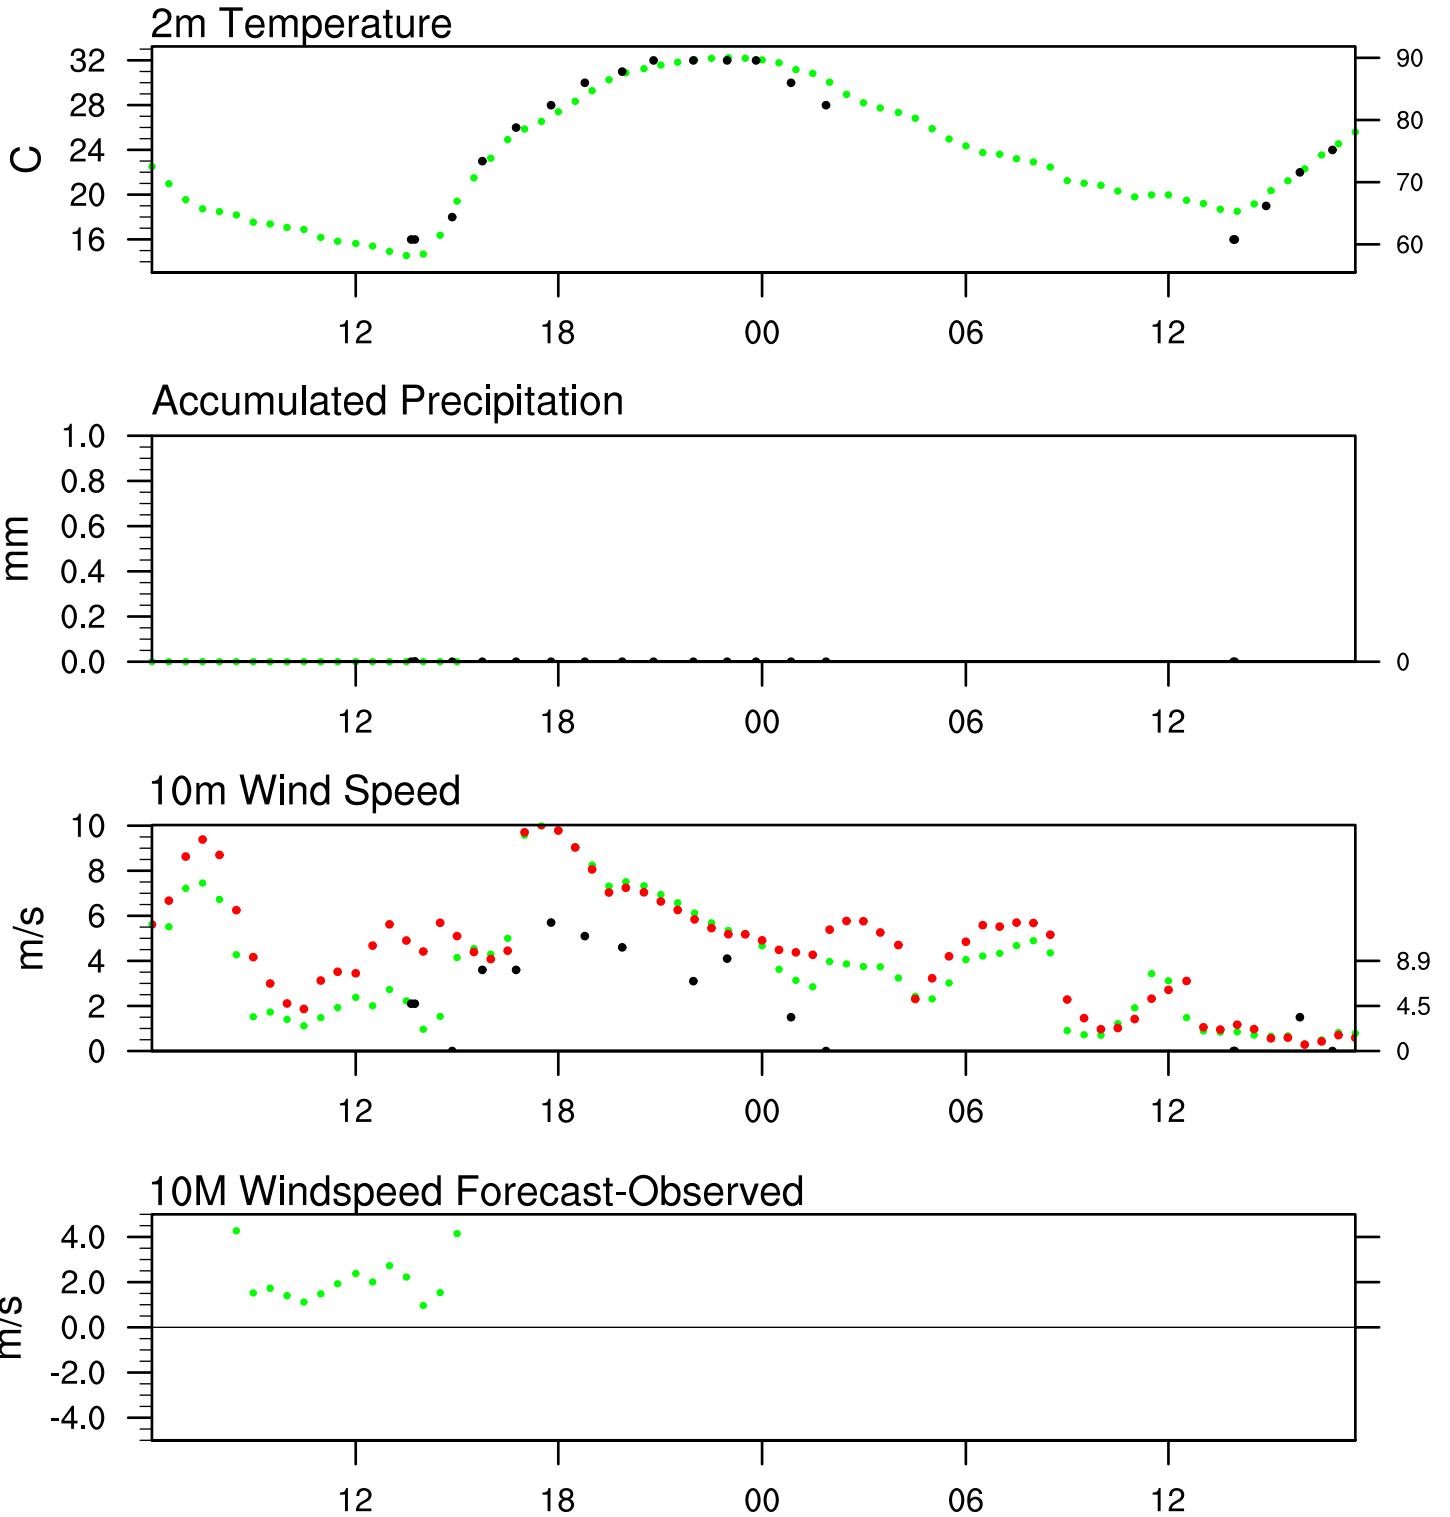 2m Temperature
32
28
24
20
16
C
90
80
70
60
12 18 00 06 12
Accumulated Precipitation
1.0
0.8
0.6
0.4
0.2
0.0
mm
0
12 18 00 06 12
10m Wind Speed
10
8
6
4
2
0
m/s
8.9
4.5
0
12 18 00 06 12
10M Windspeed Forecast-Observed
4.0
2.0
0.0
-2.0
-4.0
m/s
12 18 00 06 12